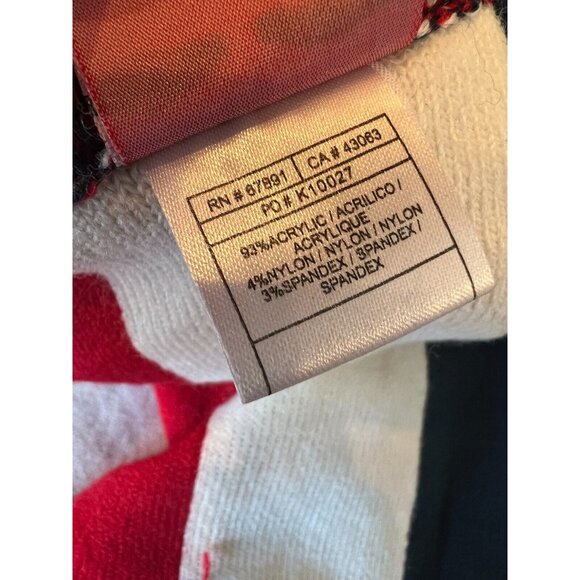 RN # 67891 CA # 43063
PO # K10027
93%ACRYLIC / ACRILICO /
ACRYLIQUE
4%NYLON / NYLON / NYLON
3%SPANDEX / SPANDEX /
SPANDEX